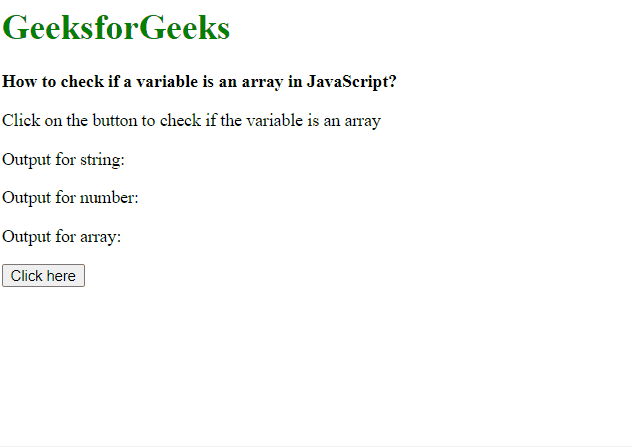 GeeksforGeeks
How to check if a variable is an array in JavaScript?
Click on the button to check if the variable is an array
Output for string:
Output for number:
Output for array:
Click here